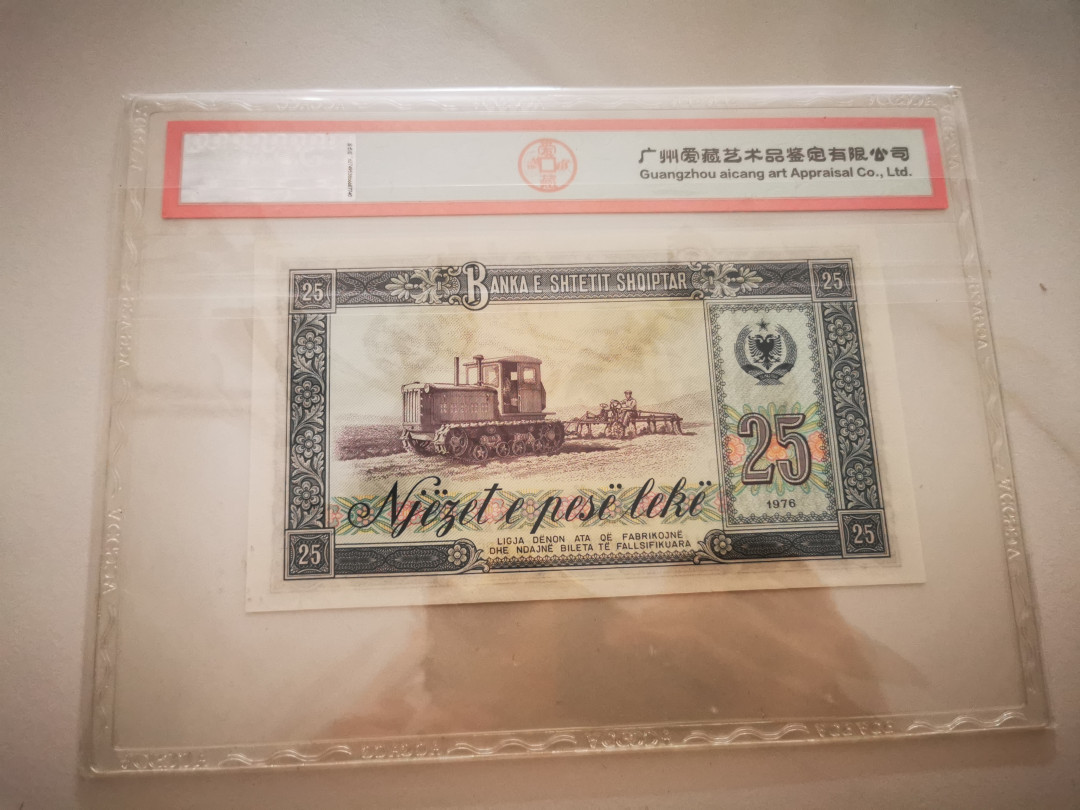 广州爱藏艺术品鉴定有限公司
Guangzhou aicang art Appraisal Co., Ltd.
25
BANKA E SHTETIT SHQIPTAR
25
25
1976
Njëzet e pesë lekë
LIGJA DËNON ATA QË FABRIKOJNË
DHE NDAJNË BILETA TË FALLSIFIKUARA
25
25